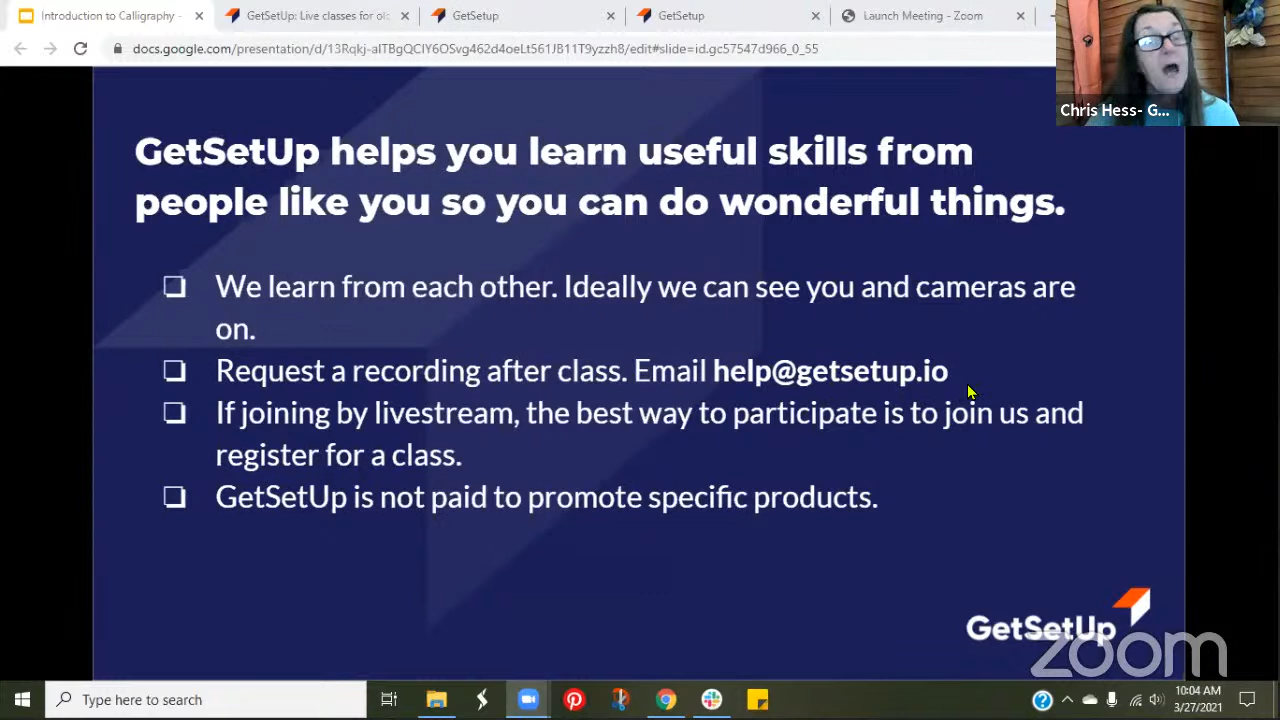 Introduction to Calligraphy -
GetSetUp: Live classes for ol
GetSetup
GetSetup
Launch Meeting - Zoom
docs.google.com/presentation/d/13Rqkj-alTBgQClY6OSvg462d4oeLt561J811T9yzzh8/edit#slide=id.gc57547d966_0_55
Chris Hess- G...
GetSetUp helps you learn useful skills from
people like you so you can do wonderful things.
We learn from each other. Ideally we can see you and cameras are
on.
Request a recording after class. Email help@getsetup.io
If joining by livestream, the best way to participate is to join us and
register for a class.
GetSetUp is not paid to promote specific products.
GetSetUp
zoom
Type here to search
10:04 AM
3/27/2021